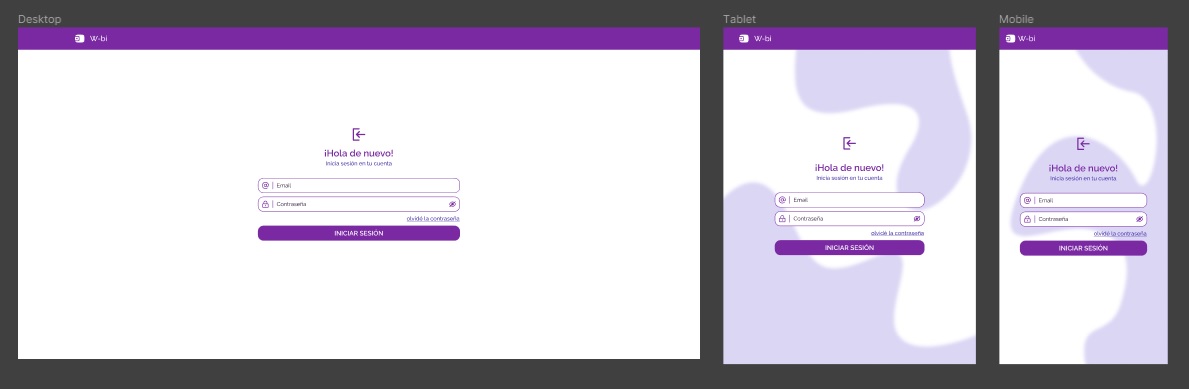 Desktop
W-bi
¡Hola de nuevo!
Inicia sesión en tu cuenta
@ | Email
Contraseña
olvidé la contraseña
INICIAR SESIÓN
Tablet
W-bi
¡Hola de nuevo!
Inicia sesión en tu cuenta
@ | Email
Contraseña
olvidé la contraseña
INICIAR SESIÓN
Mobile
W-bi
¡Hola de nuevo!
Inicia sesión en tu cuenta
@ | Email
Contraseña
olvidé la contraseña
INICIAR SESIÓN